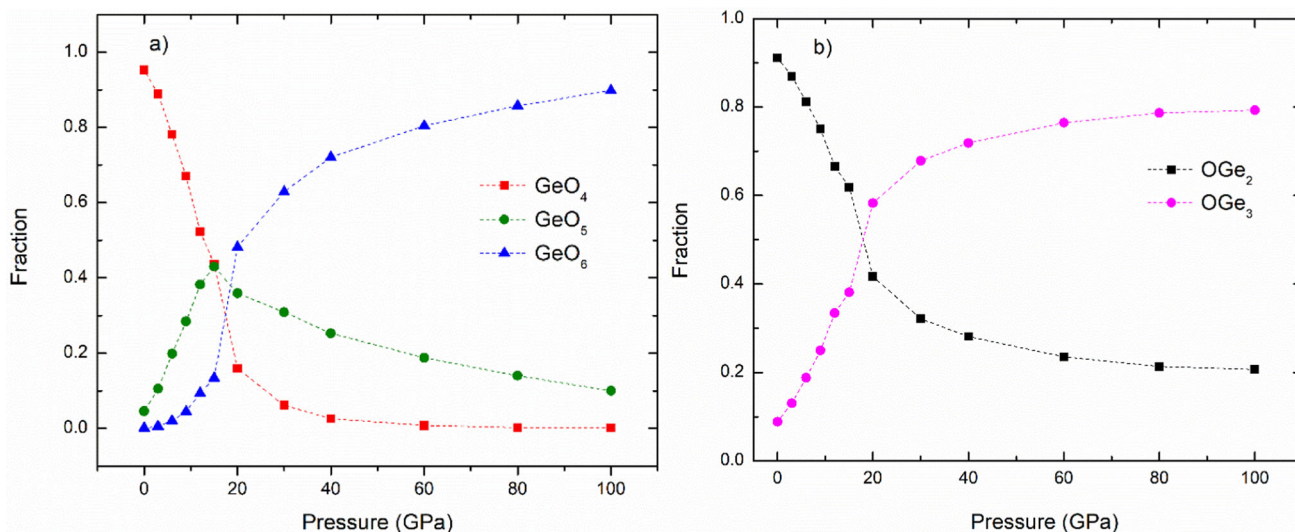 a)
1.0
0.8
0.6
0.4
0.2
0.0
Fraction
GeO₄
GeO₅
GeO₆
0 20 40 60 80 100
Pressure (GPa)
b)
1.0
0.8
0.6
0.4
0.2
0.0
Fraction
OGe₂
OGe₃
0 20 40 60 80 100
Pressure (GPa)